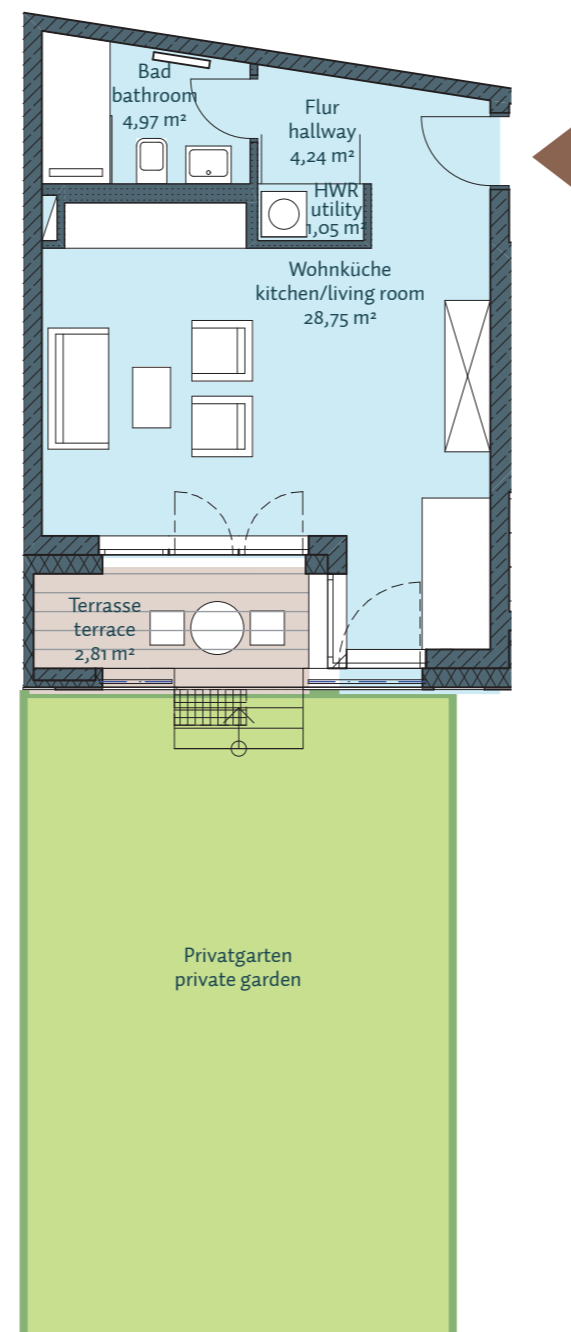 Bad
bathroom
4,97 m²
Flur
hallway
4,24 m²
HWR
utility
1,05 m²
Wohnküche
kitchen/living room
28,75 m²
Terrasse
terrace
2,81 m²
Privatgarten
private garden